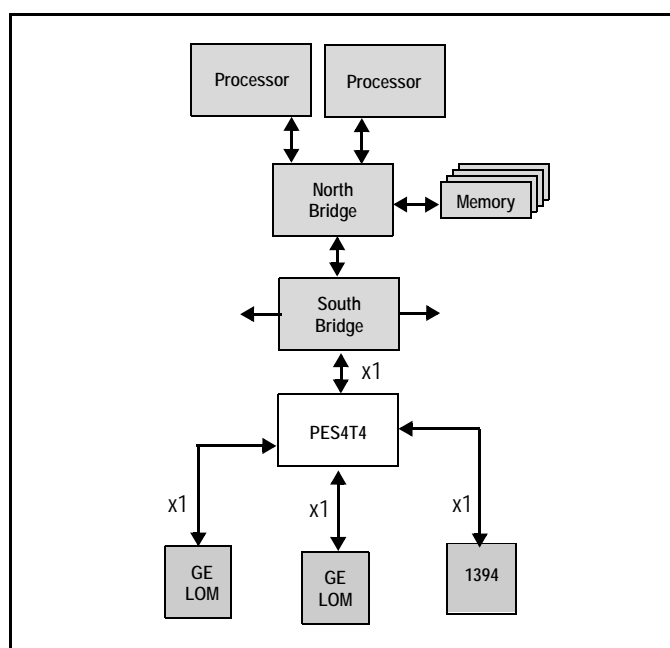 Processor
Processor
North
Bridge
Memory
South
Bridge
x1
PES4T4
x1
x1
x1
GE
LOM
GE
LOM
1394